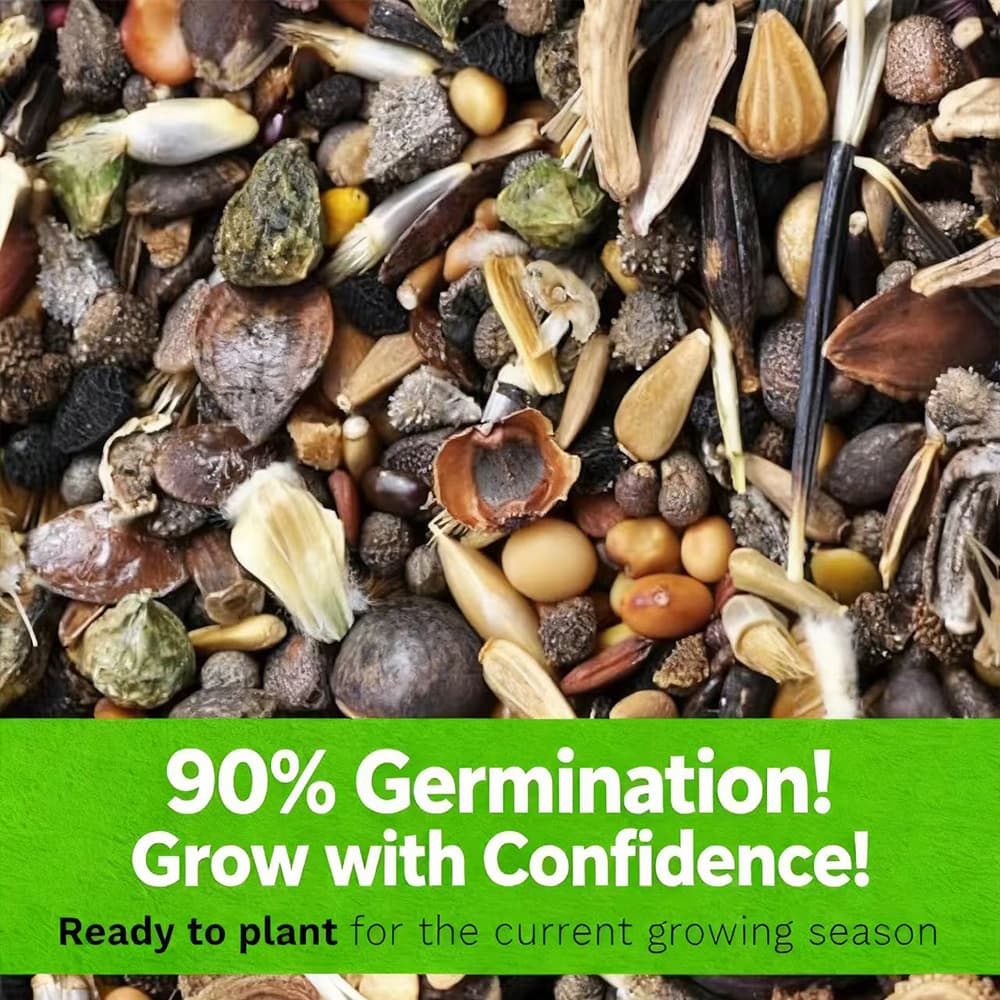 90% Germination!
Grow with Confidence!
Ready to plant for the current growing season